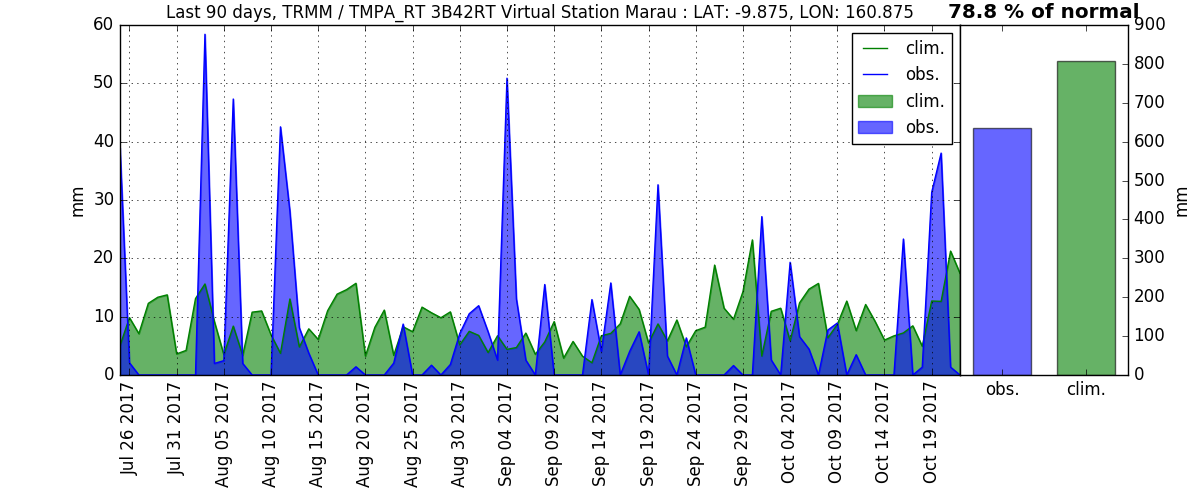 Last 90 days, TRMM / TMPA_RT 3B42RT Virtual Station Marau : LAT: -9.875, LON: 160.875
78.8 % of normal
60
50
40
30
20
10
0
mm
clim.
obs.
clim.
obs.
900
800
700
600
500
400
300
200
100
0
mm
obs.
clim.
Jul 26 2017
Jul 31 2017
Aug 05 2017
Aug 10 2017
Aug 15 2017
Aug 20 2017
Aug 25 2017
Aug 30 2017
Sep 04 2017
Sep 09 2017
Sep 14 2017
Sep 19 2017
Sep 24 2017
Sep 29 2017
Oct 04 2017
Oct 09 2017
Oct 14 2017
Oct 19 2017